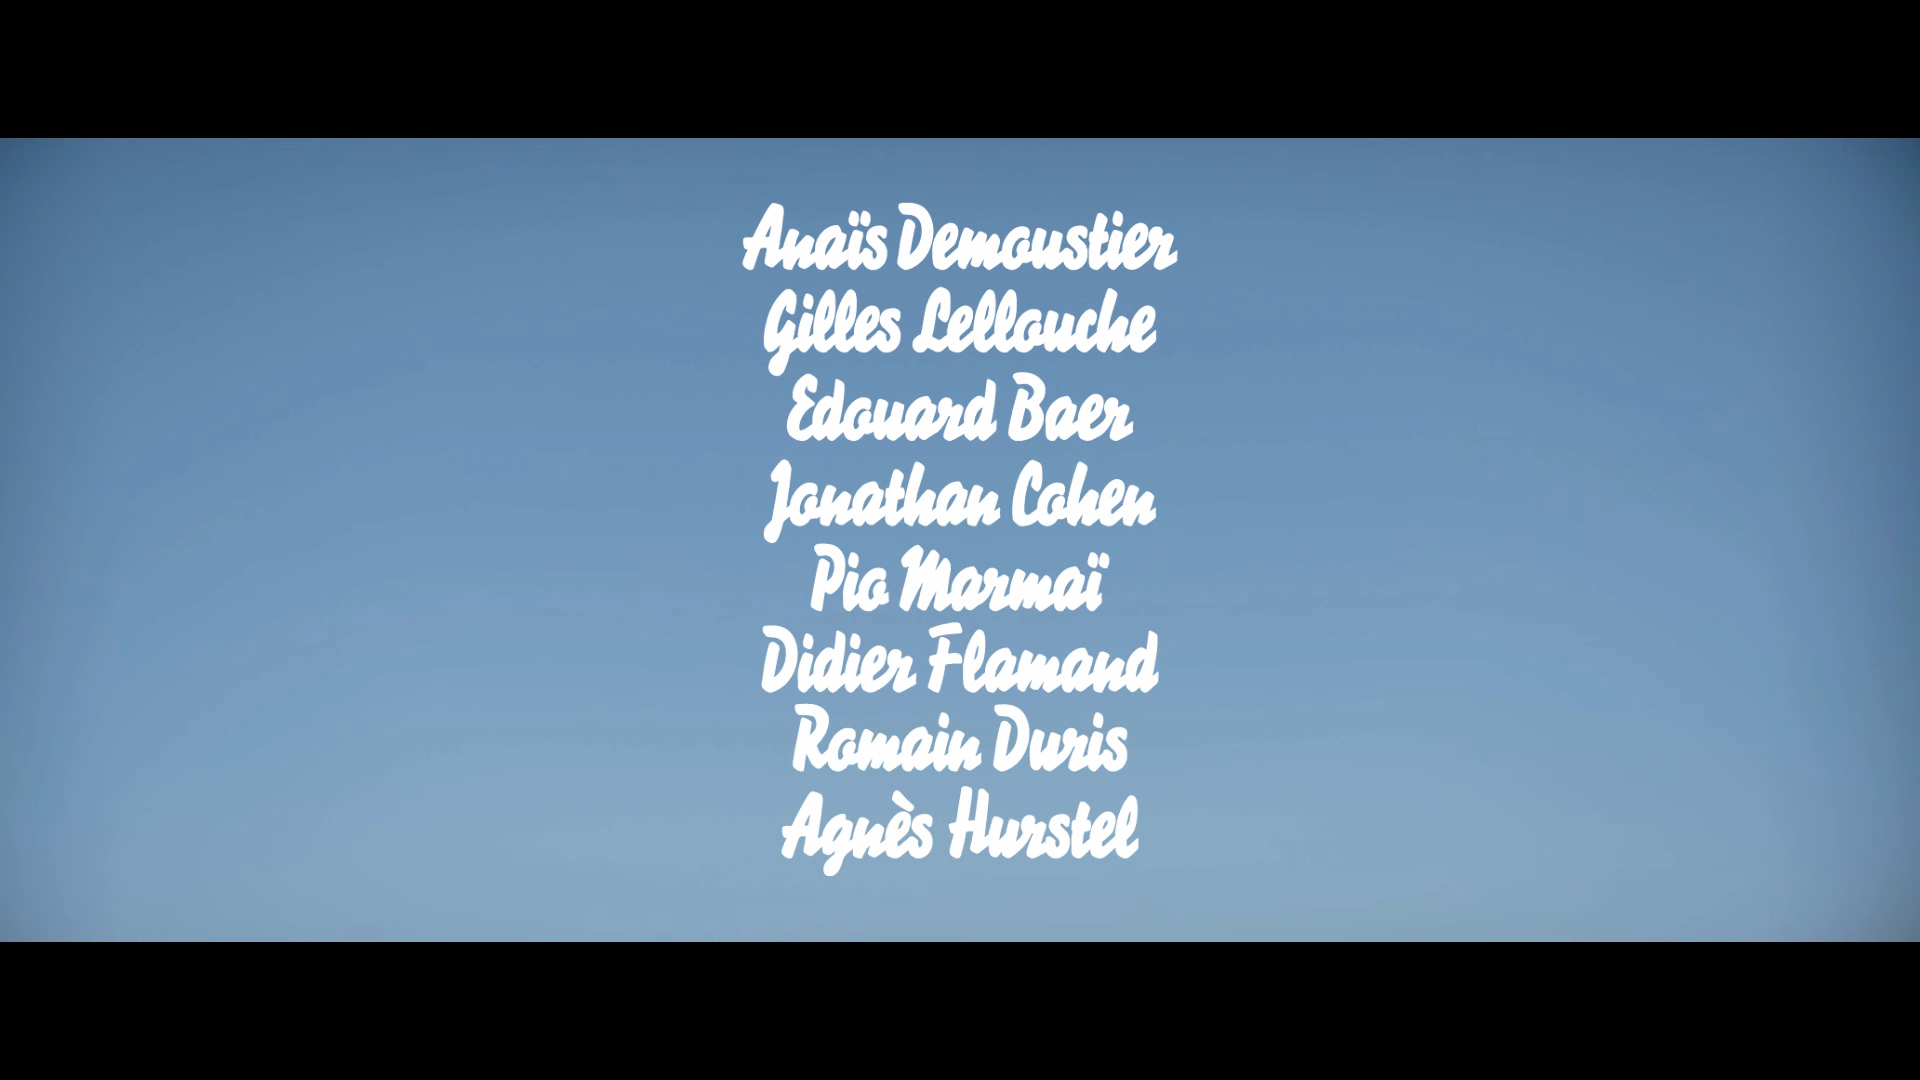 Anaïs Demoustier
Gilles Lellouche
Edouard Baer
Jonathan Cohen
Pio Marmaï
Didier Flamand
Romain Duris
Agnès Hurstel